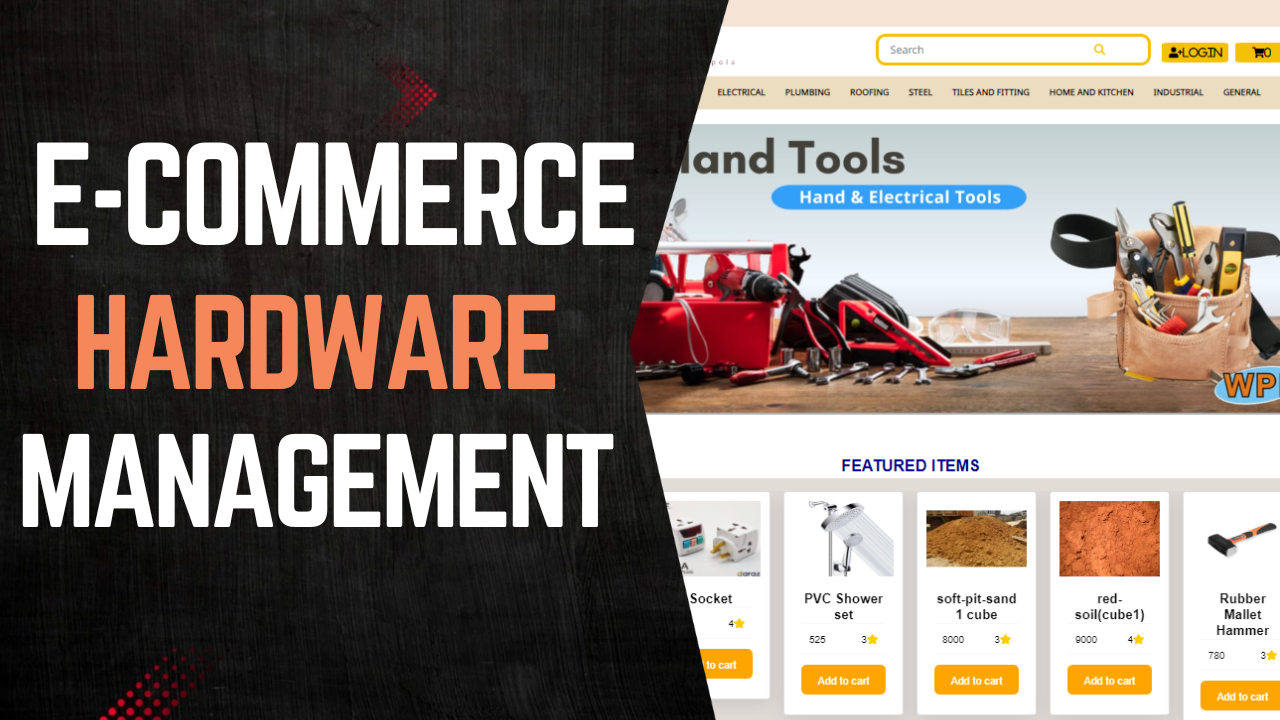 E-COMMERCE
HARDWARE
MANAGEMENT
Search
LOGIN
0
ELECTRICAL PLUMBING ROOFING STEEL TILES AND FITTING HOME AND KITCHEN INDUSTRIAL GENERAL
and Tools
Hand & Electrical Tools
FEATURED ITEMS
Socket
4
to cart
PVC Shower
set
525 3
Add to cart
soft-pit-sand
1 cube
8000 3
Add to cart
red-
soil(cube1)
9000 4
Add to cart
Rubber
Mallet
Hammer
780 3
Add to cart